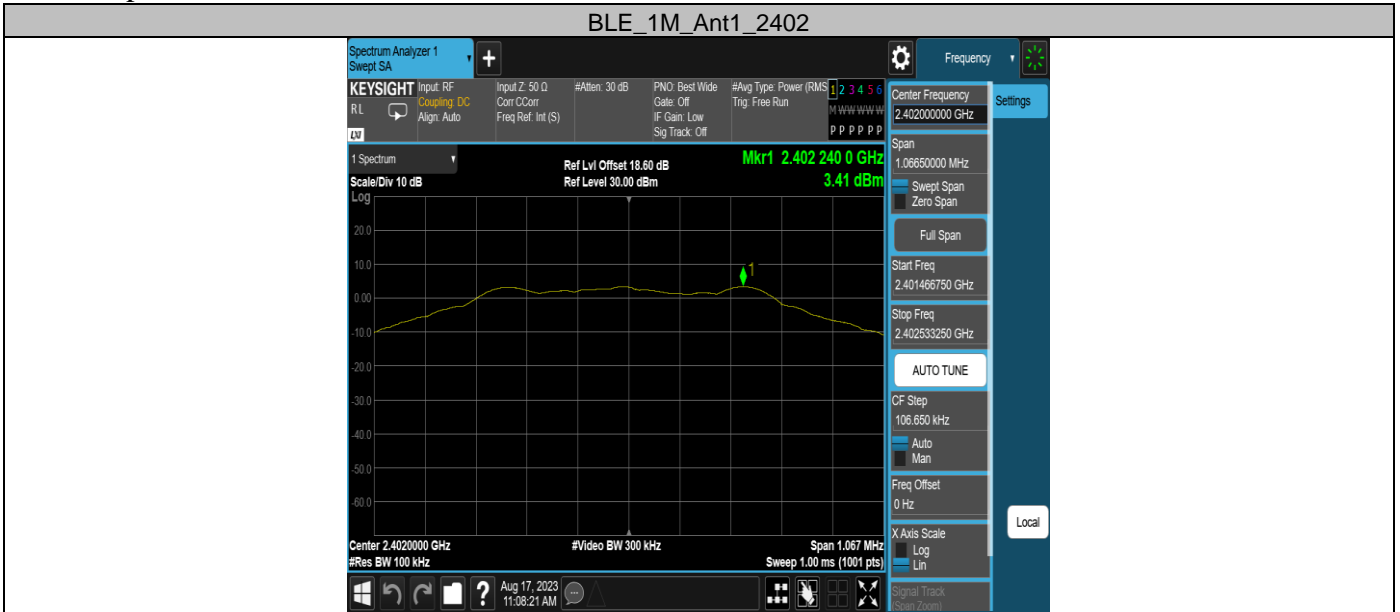 BLE_1M_Ant1_2402
Spectrum Analyzer 1
Swept SA
+
Frequency
KEYSIGHT
RL
LXI
Input: RF
Coupling: DC
Align: Auto
Input Z: 50 Ω
Corr CCorr
Freq Ref: Int (S)
#Atten: 30 dB
PNO: Best Wide
Gate: Off
IF Gain: Low
Sig Track: Off
#Avg Type: Power (RMS
Trig: Free Run
1 2 3 4 5 6
M W W W W W
P P P P P P
1 Spectrum
Scale/Div 10 dB
Log
Ref Lvl Offset 18.60 dB
Ref Level 30.00 dBm
Mkr1 2.402 240 0 GHz
3.41 dBm
20.0
10.0
0.00
-10.0
-20.0
-30.0
-40.0
-50.0
-60.0
1
Center 2.4020000 GHz
#Res BW 100 kHz
#Video BW 300 kHz
Span 1.067 MHz
Sweep 1.00 ms (1001 pts)
Center Frequency
2.402000000 GHz
Settings
Span
1.06650000 MHz
Swept Span
Zero Span
Full Span
Start Freq
2.401466750 GHz
Stop Freq
2.402533250 GHz
AUTO TUNE
CF Step
106.650 kHz
Auto
Man
Freq Offset
0 Hz
X Axis Scale
Log
Lin
Local
Signal Track
(Span Zoom)
?
Aug 17, 2023
11:08:21 AM